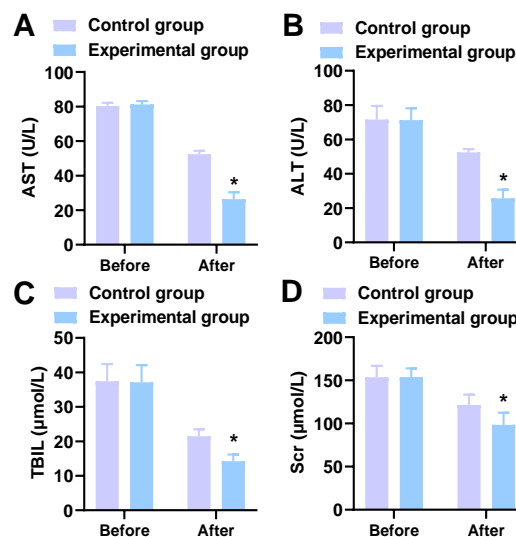 A
Control group
Experimental group
AST (U/L)
100
80
60
40
20
0
*
Before After
B
Control group
Experimental group
ALT (U/L)
100
80
60
40
20
0
*
Before After
C
Control group
Experimental group
TBIL (μmol/L)
50
40
30
20
10
0
*
Before After
D
Control group
Experimental group
Scr (μmol/L)
200
150
100
50
0
*
Before After